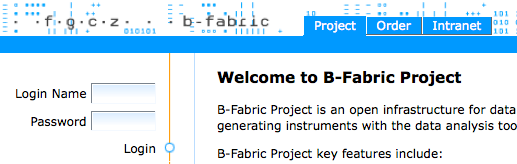 f·g·c·z· · ·b-fabric
010101
Project Order Intranet
Login Name
Password
Login
Welcome to B-Fabric Project
B-Fabric Project is an open infrastructure for data
generating instruments with the data analysis too
B-Fabric Project key features include: